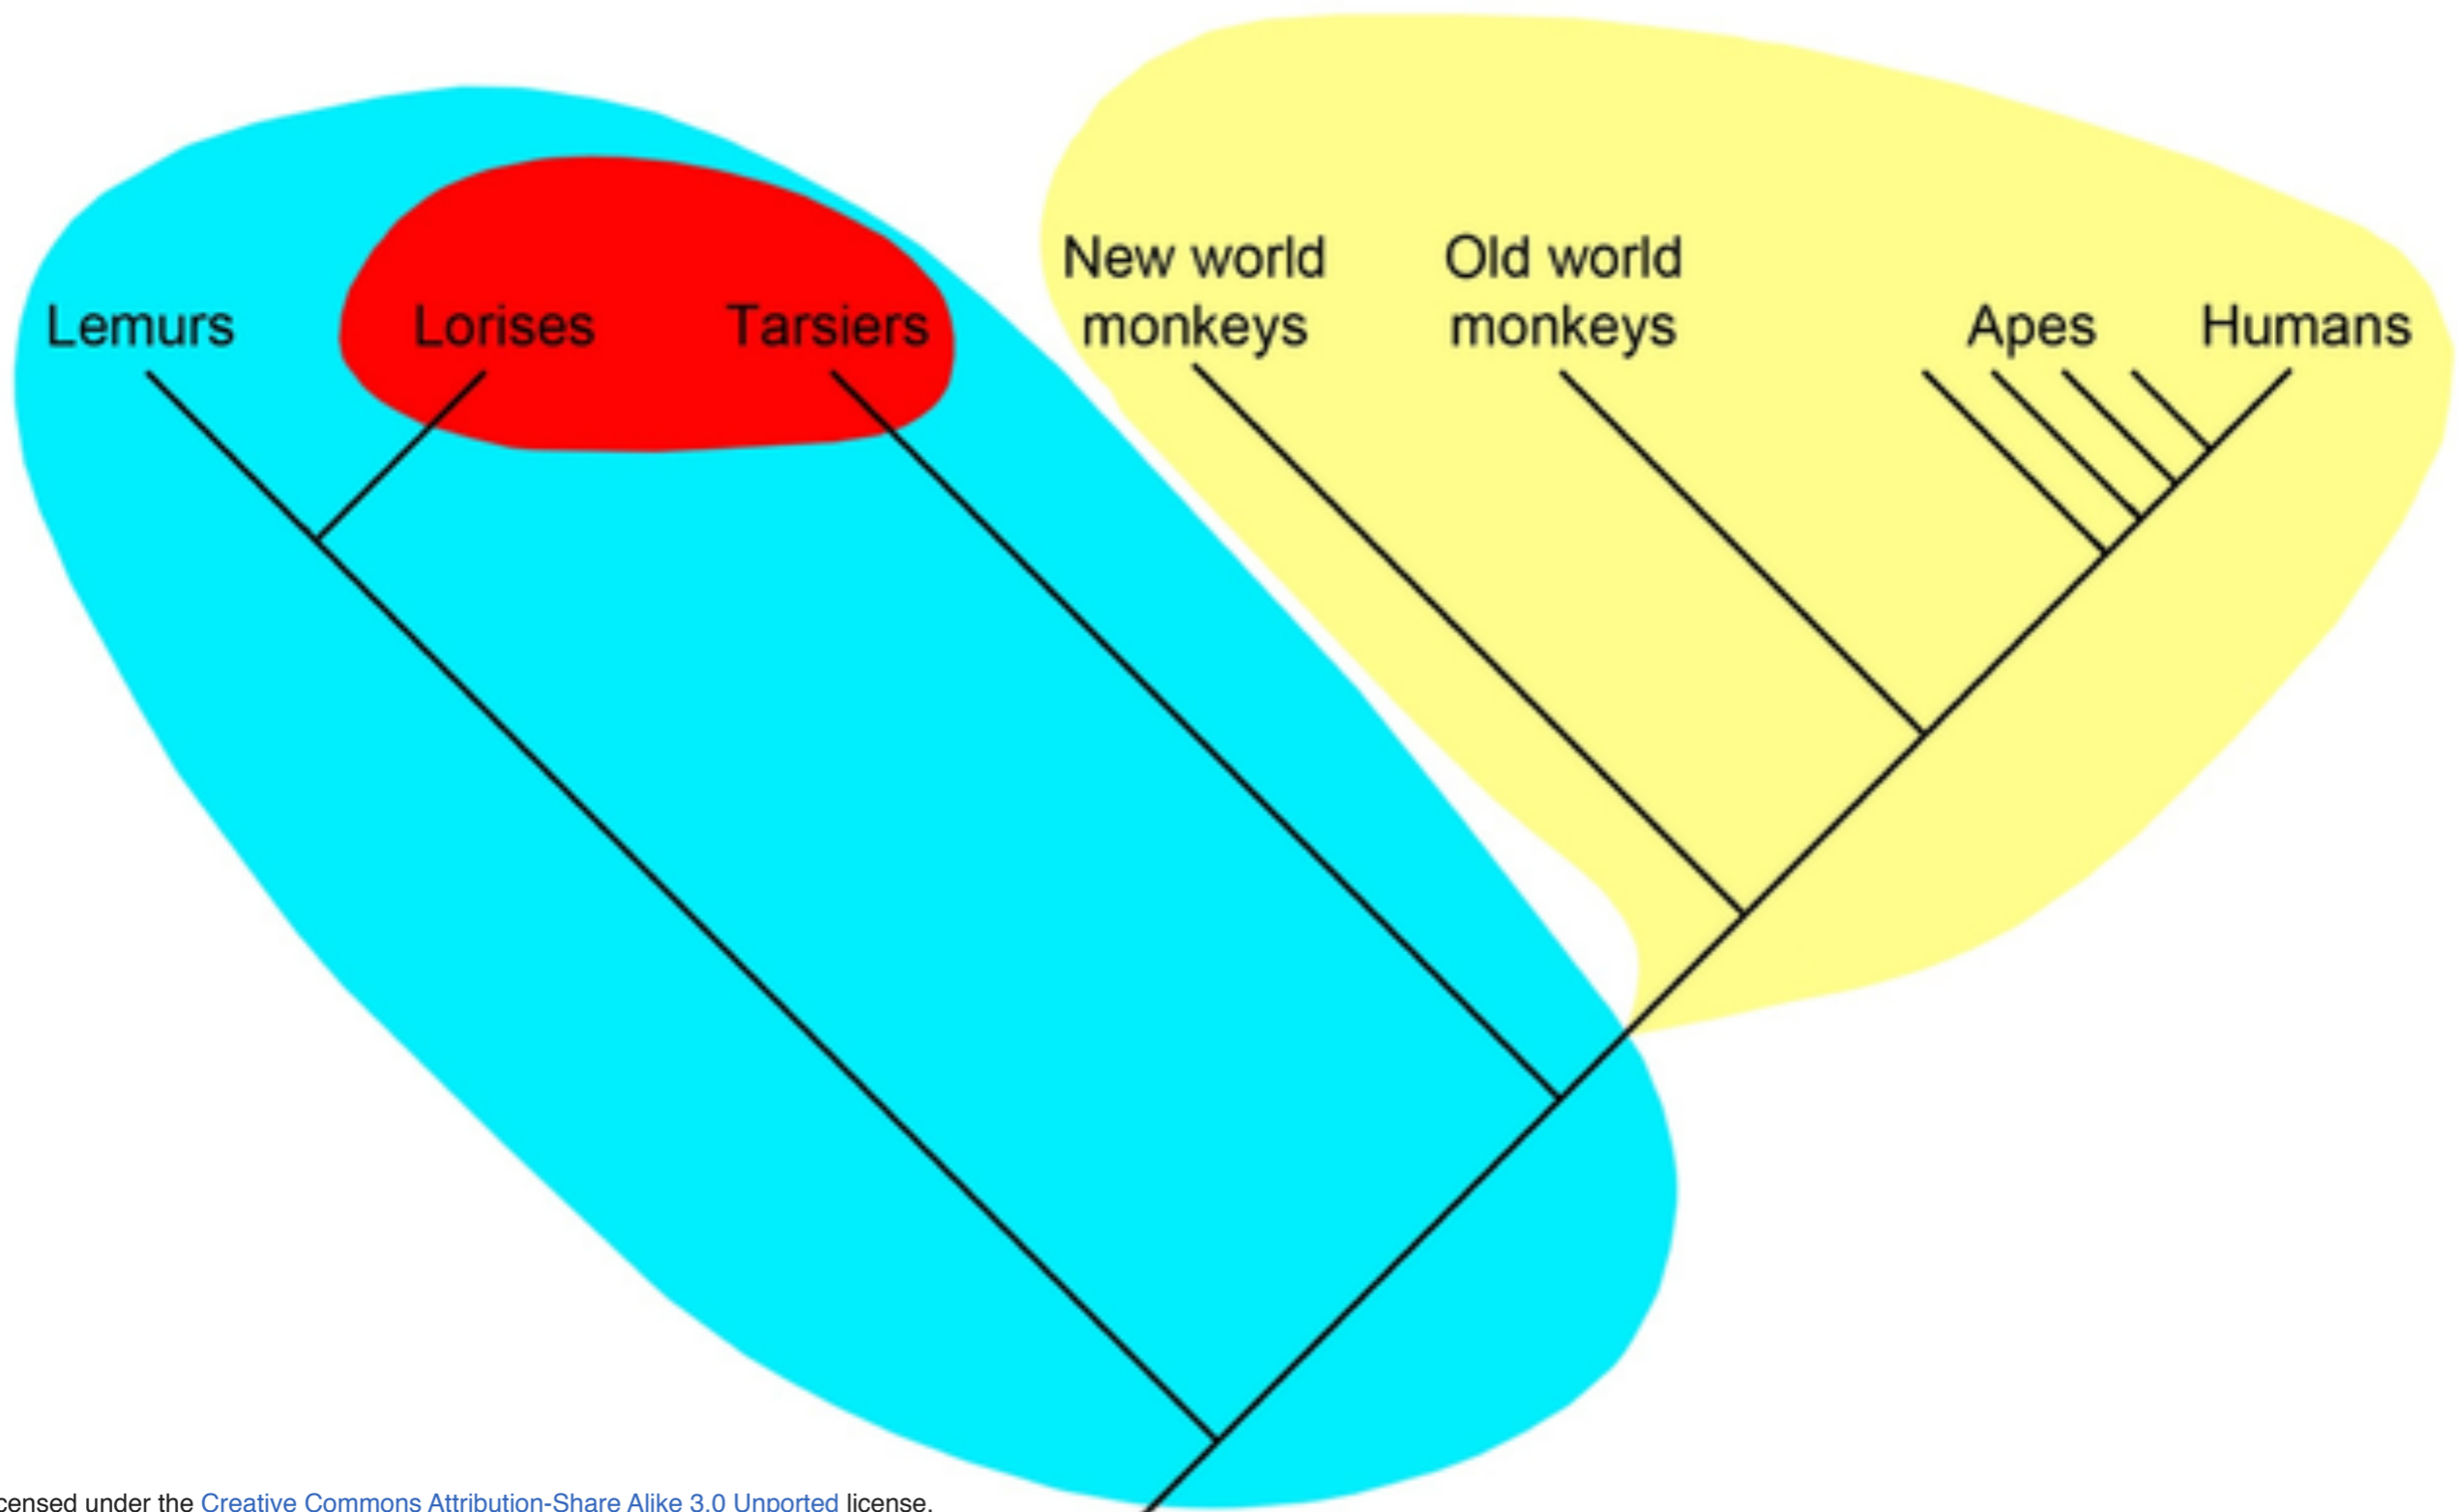 New world
monkeys
Old world
monkeys
Lemurs
Lorises
Tarsiers
Apes
Humans
censed under the Creative Commons Attribution-Share Alike 3.0 Unported license.